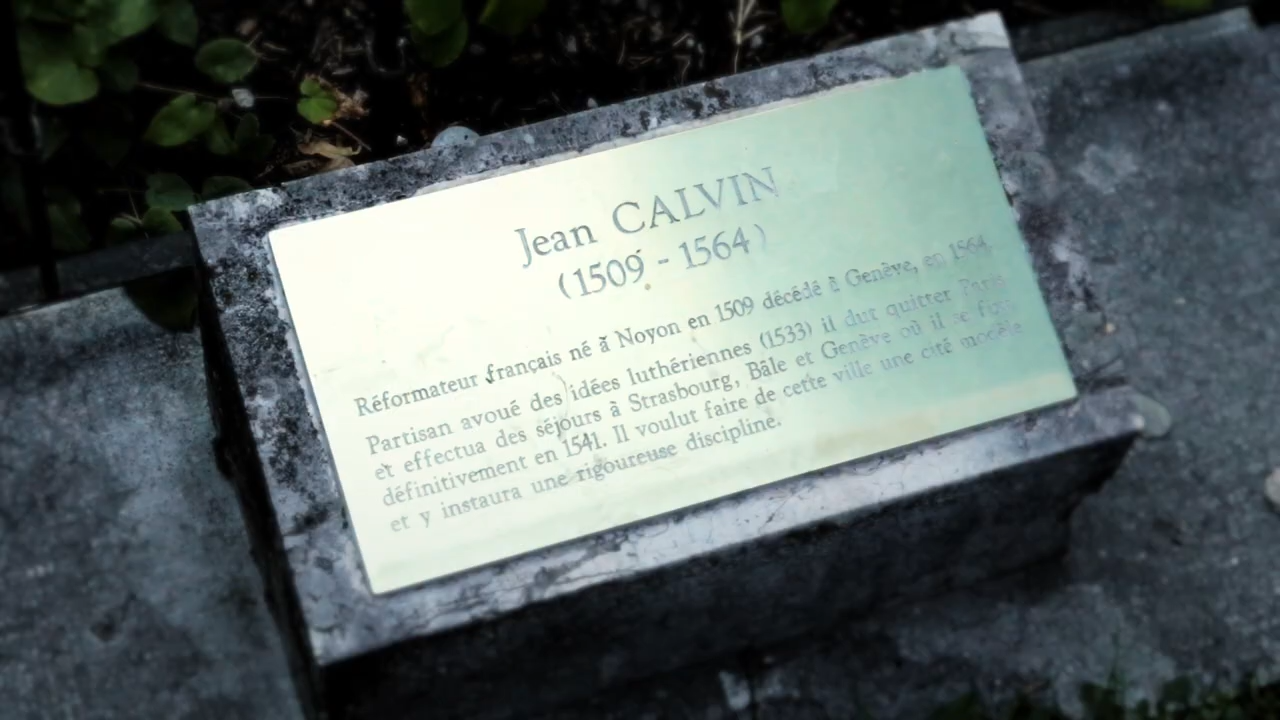 Jean CALVIN
(1509 - 1564)
Réformateur français né à Noyon en 1509 décédé à Genève, en 1564.
Partisan avoué des idées luthériennes (1533) il dut quitter Paris
et effectua des séjours à Strasbourg, Bâle et Genève où il se fixa
définitivement en 1541. Il voulut faire de cette ville une cité modèle
et y instaura une rigoureuse discipline.